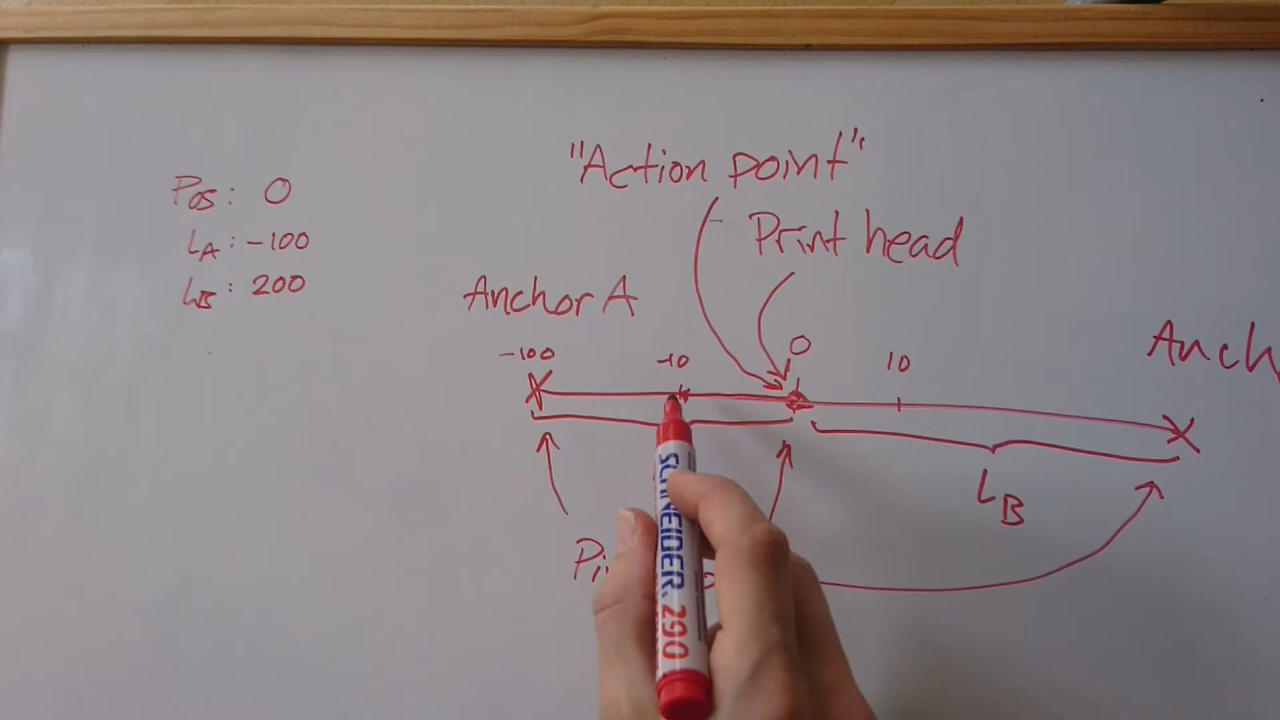 "Action point"
Pos: 0
Print head
LA: -100
LB: 200
Anchor A
Anch
-100
-10
0
10
LB
Pi
SCHNEIDER 290